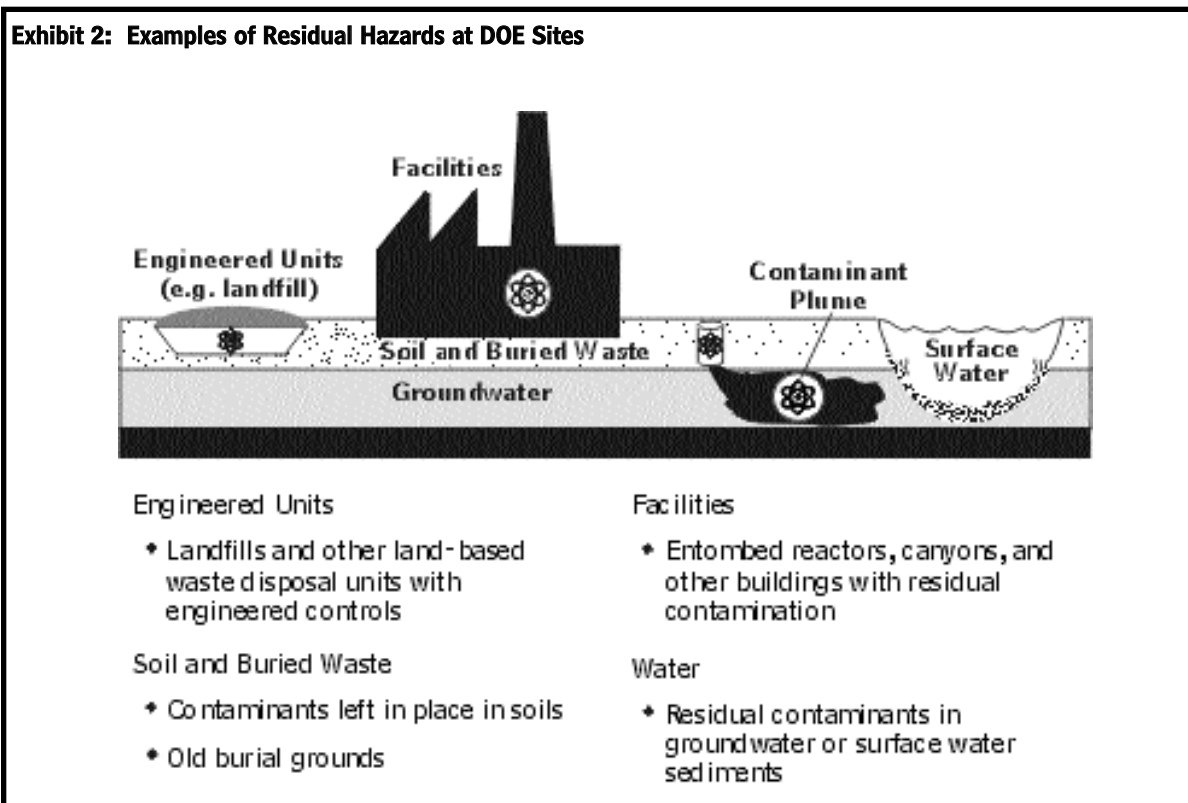 Exhibit 2: Examples of Residual Hazards at DOE Sites
Facilities
Engineered Units
(e.g. landfill)
Contaminant
Plume
Soil and Buried Waste
Surface
Water
Groundwater
Engineered Units
• Landfills and other land-based
waste disposal units with
engineered controls
Soil and Buried Waste
• Contaminants left in place in soils
• Old burial grounds
Facilities
• Entombed reactors, canyons, and
other buildings with residual
contamination
Water
• Residual contaminants in
groundwater or surface water
sediments